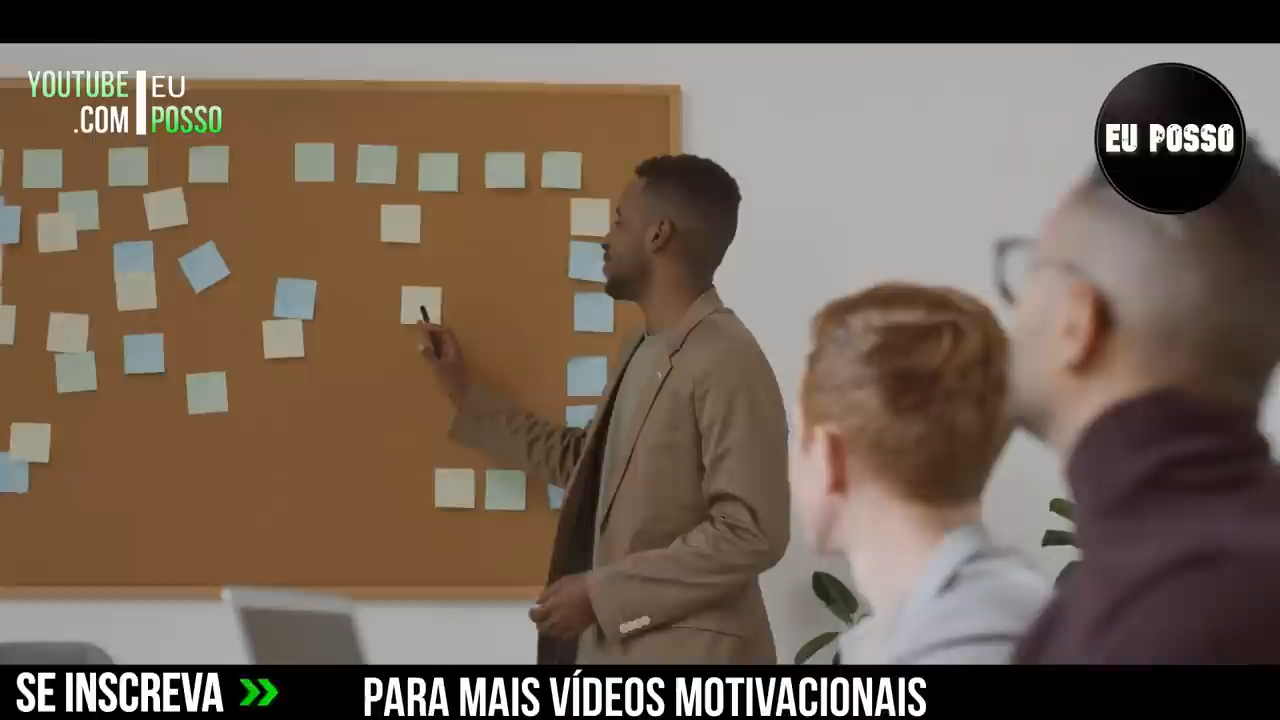 YOUTUBE EU
.COM POSSO
EU POSSO
SE INSCREVA PARA MAIS VÍDEOS MOTIVACIONAIS